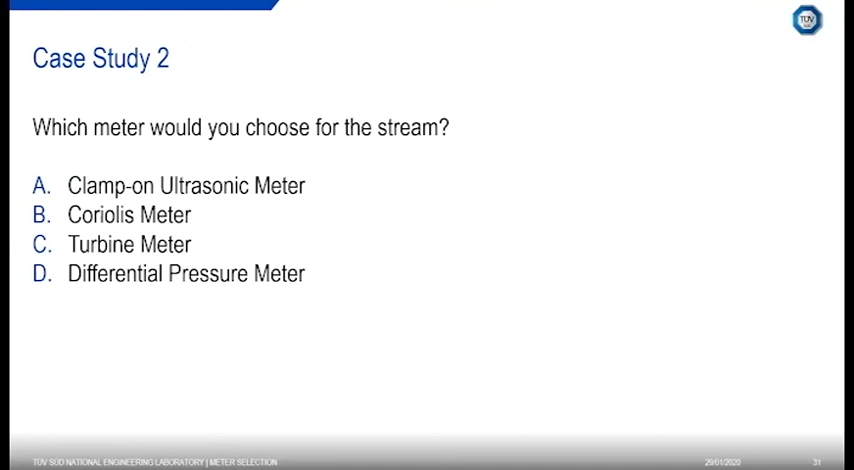 TÜV
Case Study 2
Which meter would you choose for the stream?
A. Clamp-on Ultrasonic Meter
B. Coriolis Meter
C. Turbine Meter
D. Differential Pressure Meter
TÜV SÜD NATIONAL ENGINEERING LABORATORY | METER SELECTION
29/01/2020
31